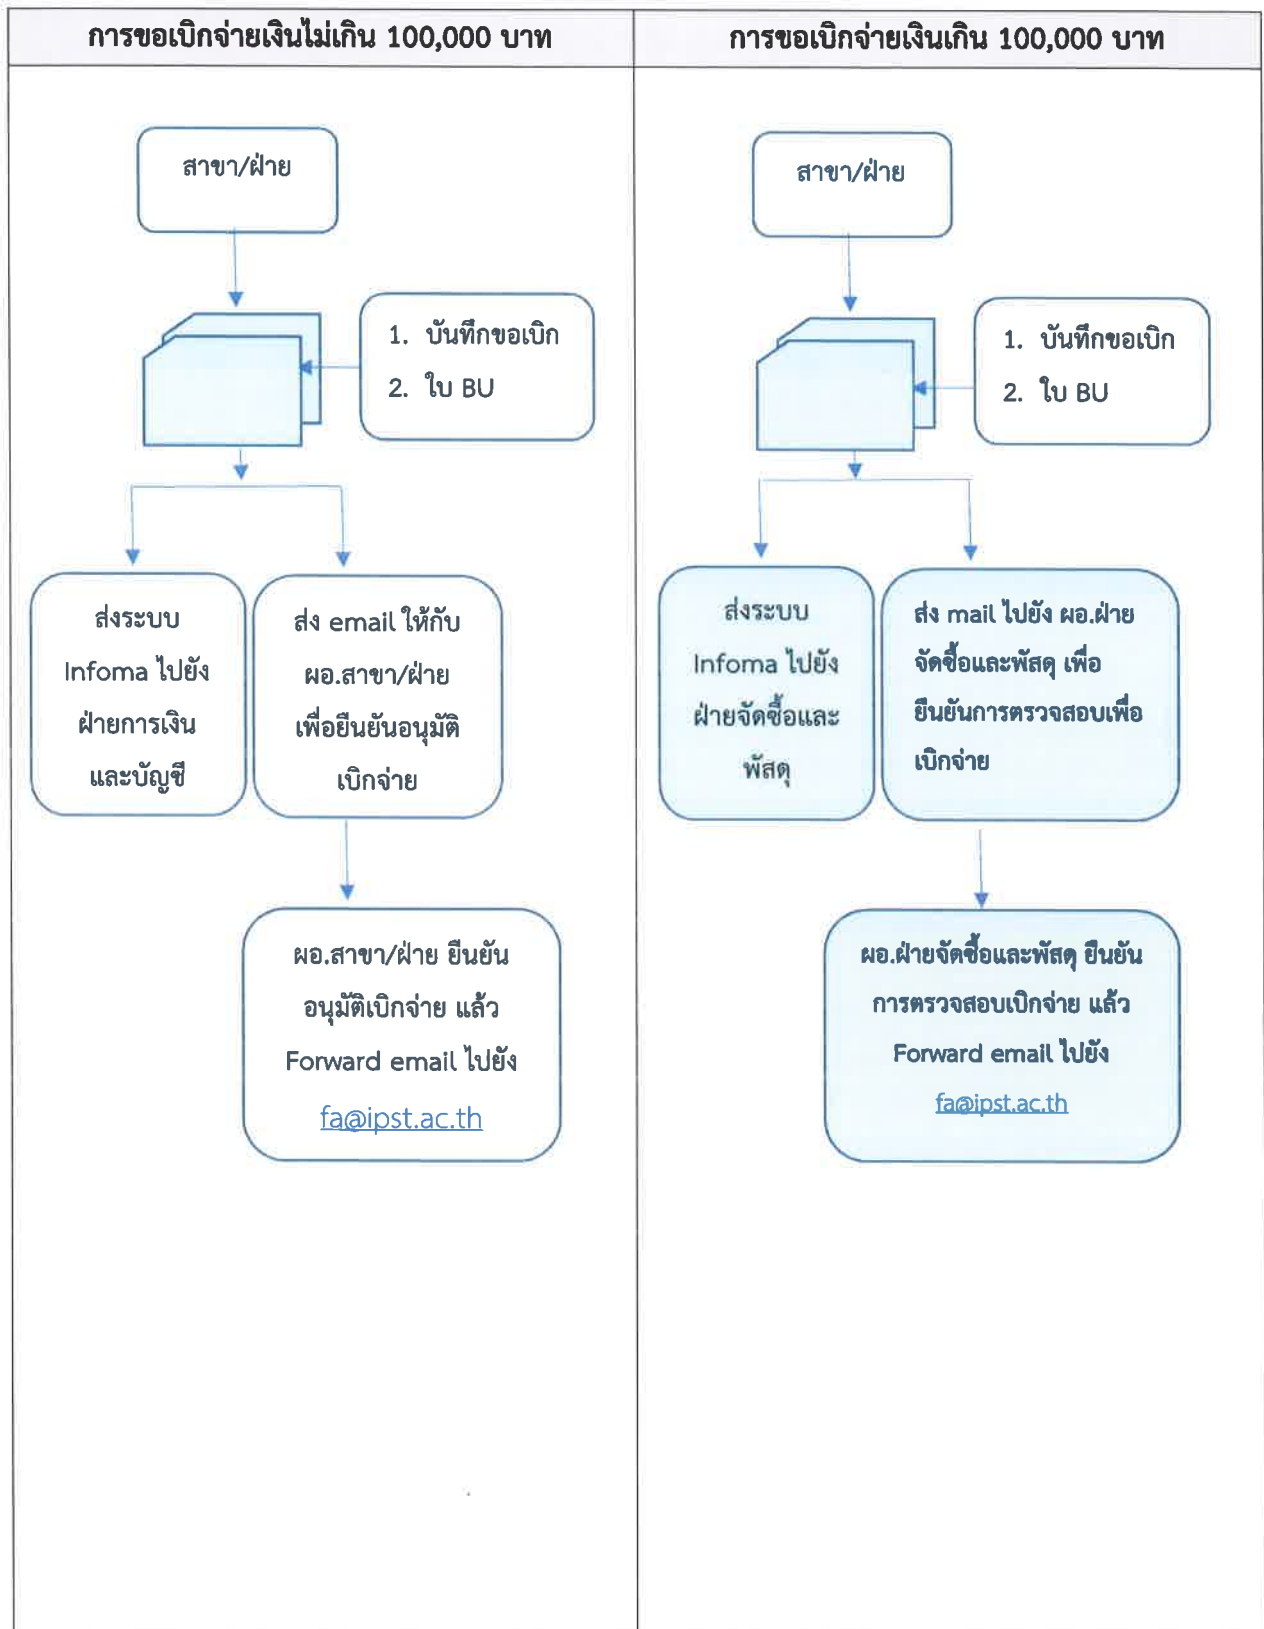 การขอเบิกจ่ายเงินไม่เกิน 100,000 บาท
สาขา/ฝ่าย
1. บันทึกขอเบิก
2. ใบ BU
ส่งระบบ
Infoma ไปยัง
ฝ่ายการเงิน
และบัญชี
ส่ง email ให้กับ
ผอ.สาขา/ฝ่าย
เพื่อยืนยันอนุมัติ
เบิกจ่าย
ผอ.สาขา/ฝ่าย ยืนยัน
อนุมัติเบิกจ่าย แล้ว
Forward email ไปยัง
fa@ipst.ac.th
การขอเบิกจ่ายเงินเกิน 100,000 บาท
สาขา/ฝ่าย
1. บันทึกขอเบิก
2. ใบ BU
ส่งระบบ
Infoma ไปยัง
ฝ่ายจัดซื้อและ
พัสดุ
ส่ง mail ไปยัง ผอ.ฝ่าย
จัดซื้อและพัสดุ เพื่อ
ยืนยันการตรวจสอบเพื่อ
เบิกจ่าย
ผอ.ฝ่ายจัดซื้อและพัสดุ ยืนยัน
การตรวจสอบเบิกจ่าย แล้ว
Forward email ไปยัง
fa@ipst.ac.th